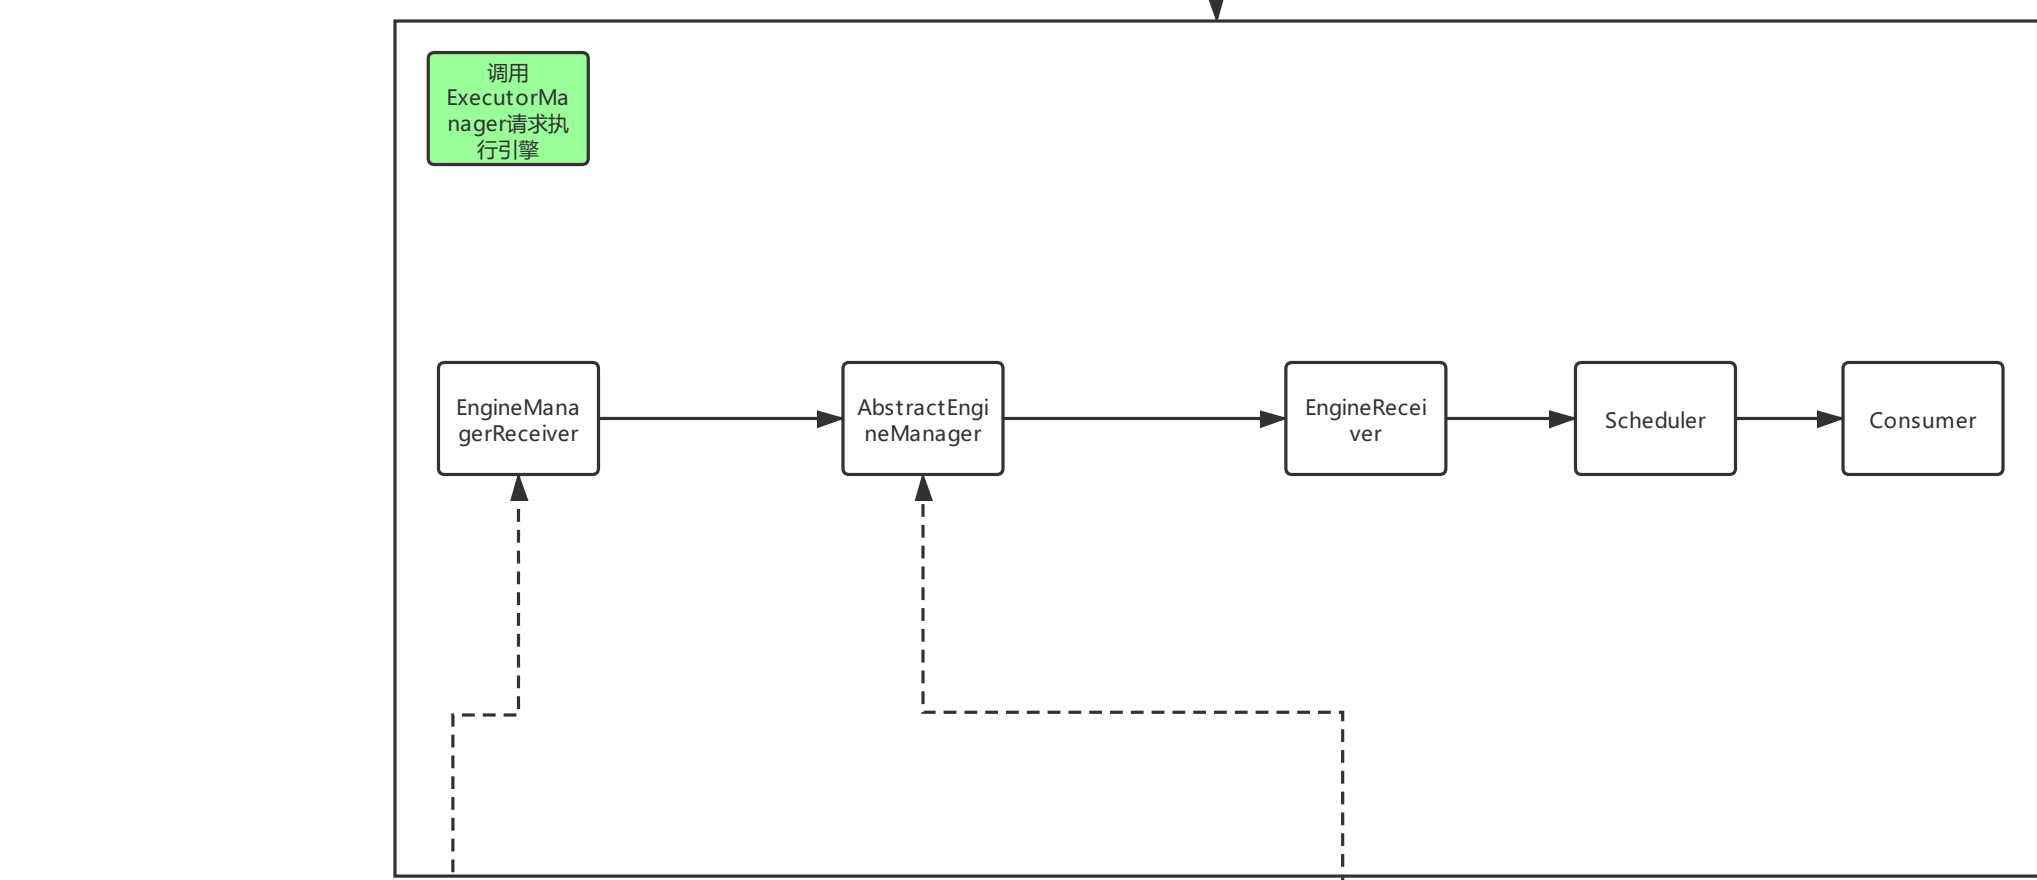 调用
ExecutorMa
nager请求执
行引擎
EngineMana
gerReceiver
AbstractEngi
neManager
EngineRecei
ver
Scheduler
Consumer